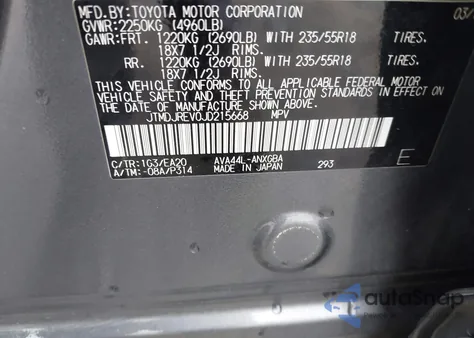 MFD.BY:TOYOTA MOTOR CORPORATION 03/
GVWR:2250KG (4960LB)
GAWR:FRT. 1220KG (2690LB) WITH 235/55R18 TIRES.
18X7 1/2J RIMS.
RR. 1220KG (2690LB) WITH 235/55R18 TIRES.
18X7 1/2J RIMS.
THIS VEHICLE CONFORMS TO ALL APPLICABLE FEDERAL MOTOR
VEHICLE SAFETY, BUMPER, AND THEFT PREVENTION STANDARDS IN
EFFECT ON THE DATE OF MANUFACTURE SHOWN ABOVE.
JTMDJREV0JD215668 MPV
C/TR:1G3/EA20 AVA44L-ANXGBA
A/TM:-08A/P314 MADE IN JAPAN 293 E
autoSnap